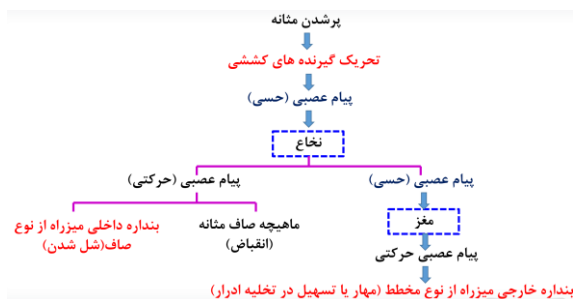 پرشدن مثانه
تحریک گیرنده های کششی
پیام عصبی (حسی)
نخاع
پیام عصبی (حسی)
پیام عصبی (حرکتی)
مغز
ماهیچه صاف مثانه
(انقباض)
بنداره داخلی میزراه از نوع
صاف(شل شدن)
پیام عصبی حرکتی
بنداره خارجی میزراه از نوع مخطط (مهار یا تسهیل در تخلیه ادرار)